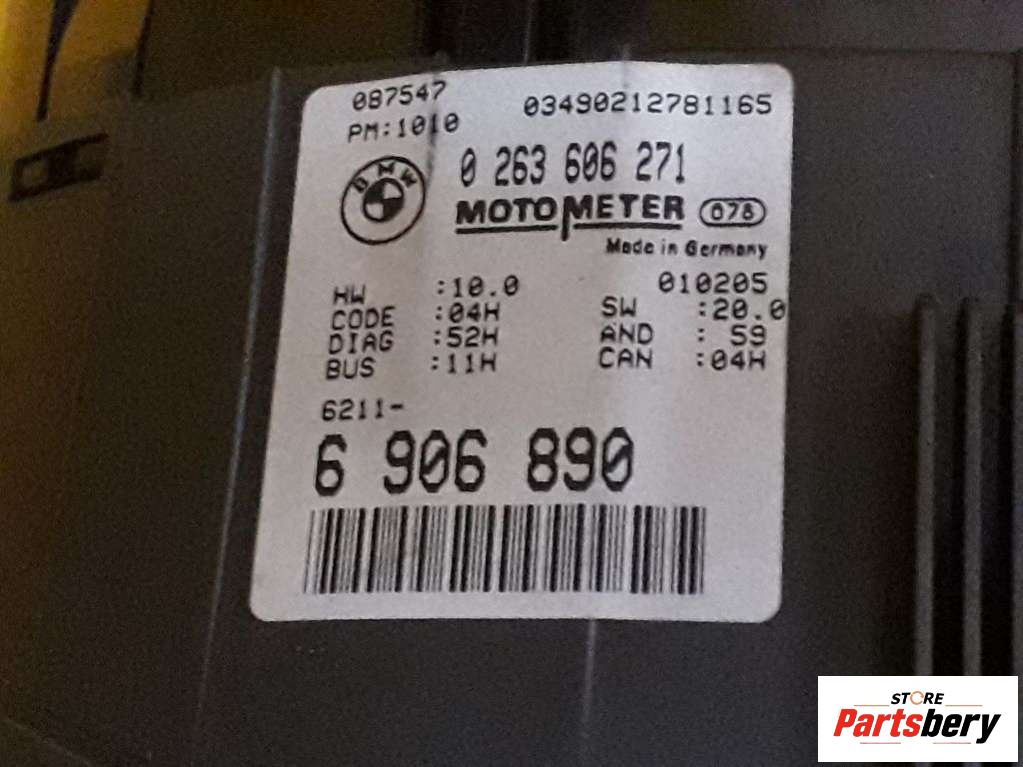 087547 03490212781165
PM:1010
BMW 0 263 606 271
MOTOMETER 078
Made in Germany
010205
HW :10.0 SW :20.0
CODE :04H AND : 59
DIAG :52H CAN :04H
BUS :11H
6211-
6 906 890
STORE
Partsbery